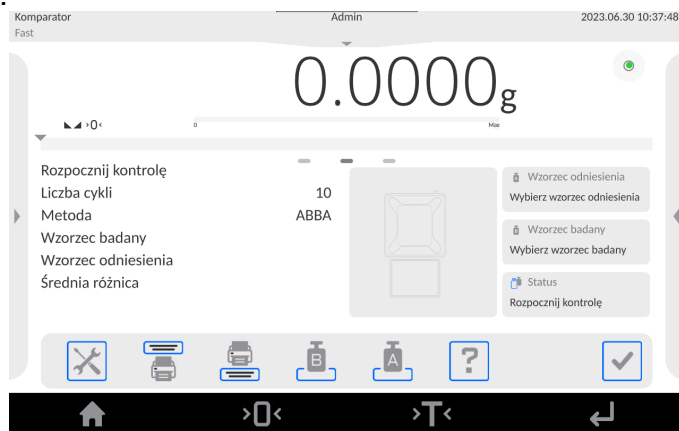 Komparator Admin 2023.06.30 10:37:48
Fast
0.0000g
>0<
0 Max
Rozpocznij kontrolę
Liczba cykli 10
Metoda ABBA
Wzorzec badany
Wzorzec odniesienia
Średnia różnica
Wzorzec odniesienia
Wybierz wzorzec odniesienia
Wzorzec badany
Wybierz wzorzec badany
Status
Rozpocznij kontrolę
B A ?
>0< >T<